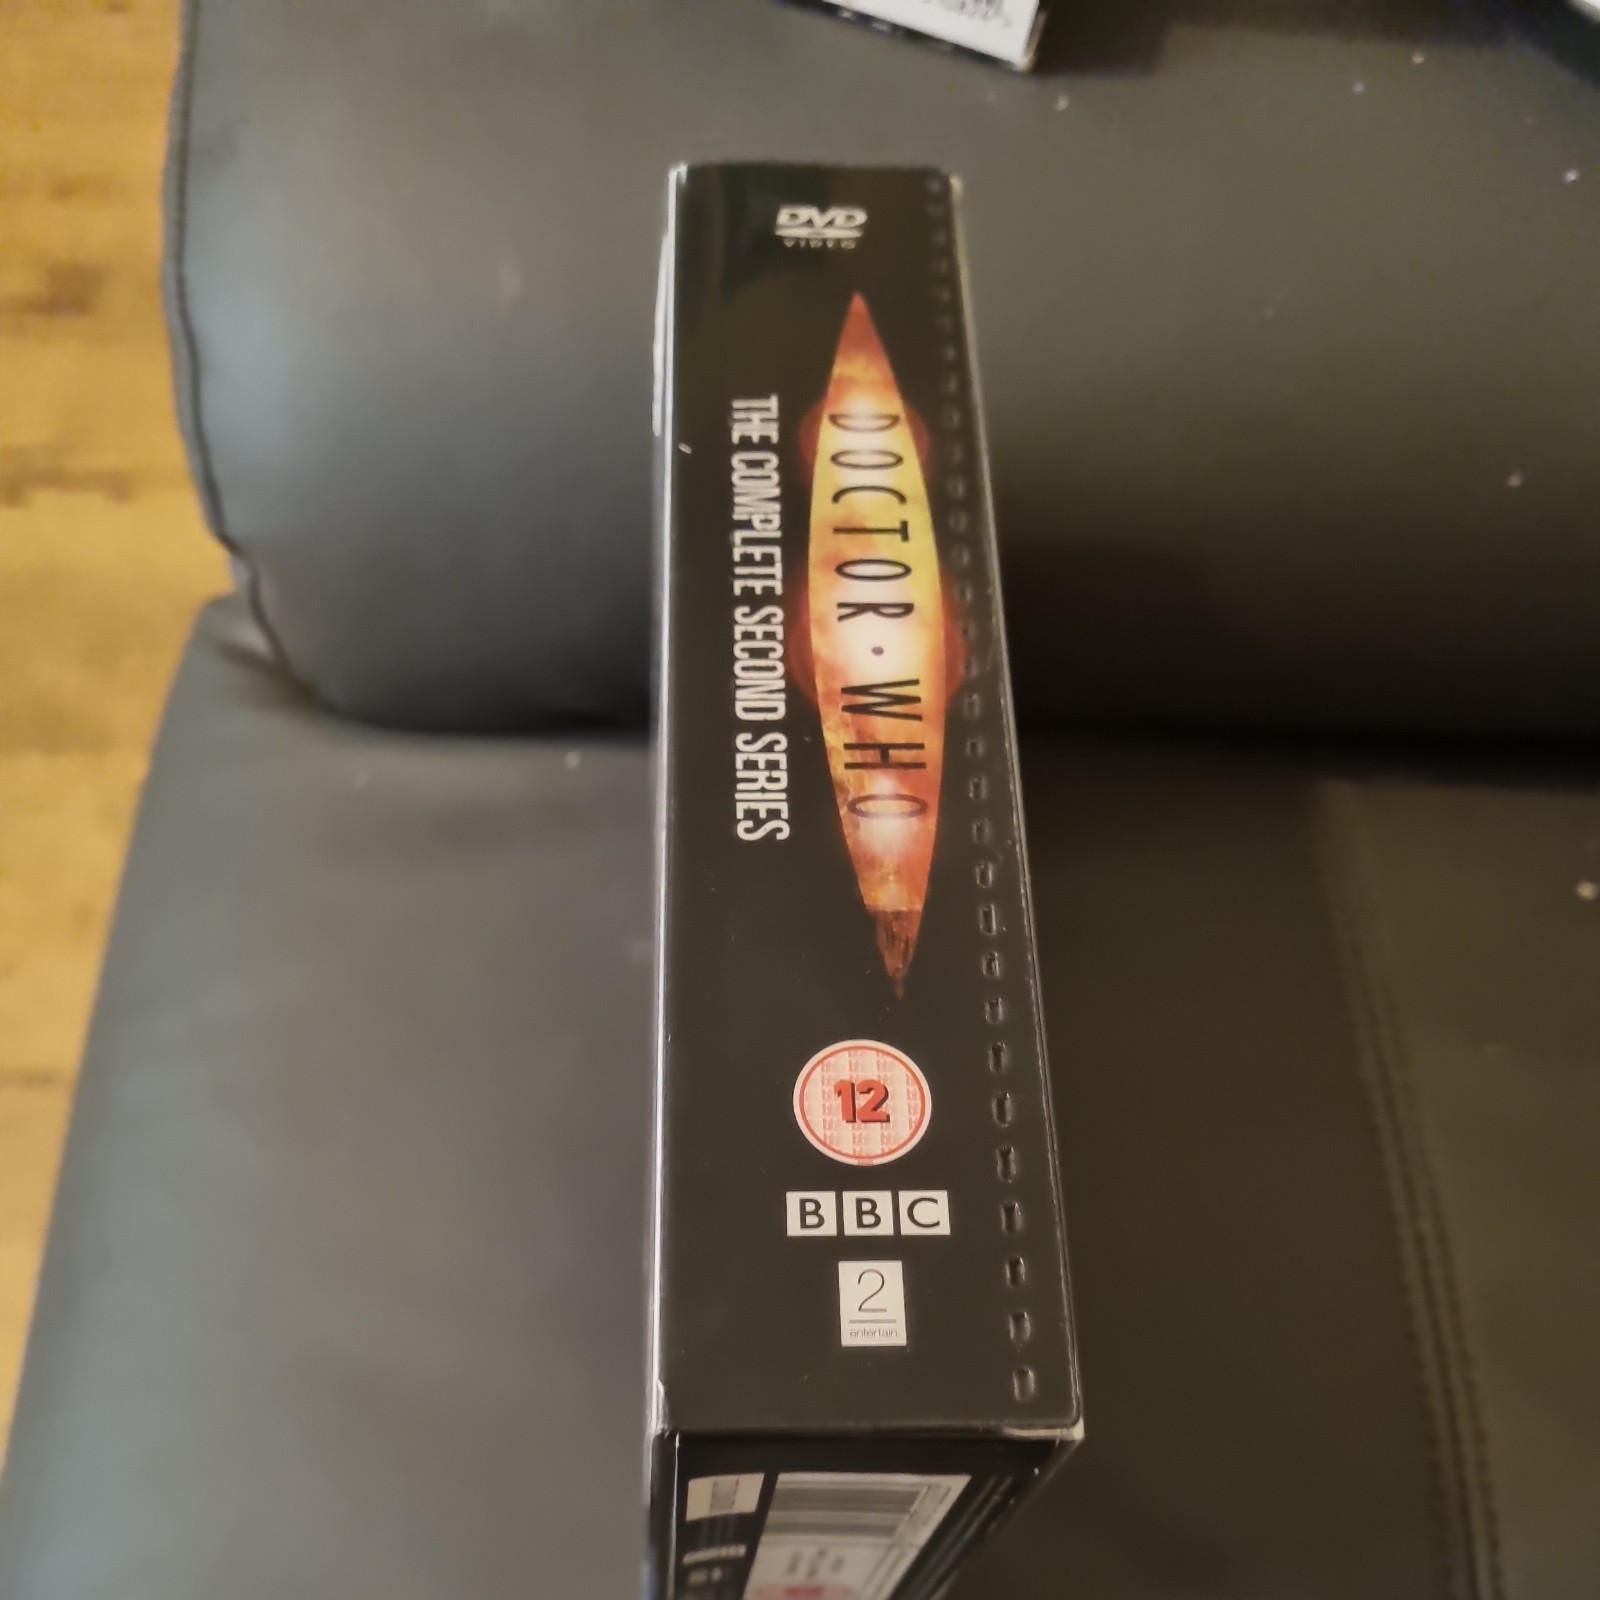 DVD
VIDEO
DOCTOR · WHO
THE COMPLETE SECOND SERIES
12
BBC
2
entertain